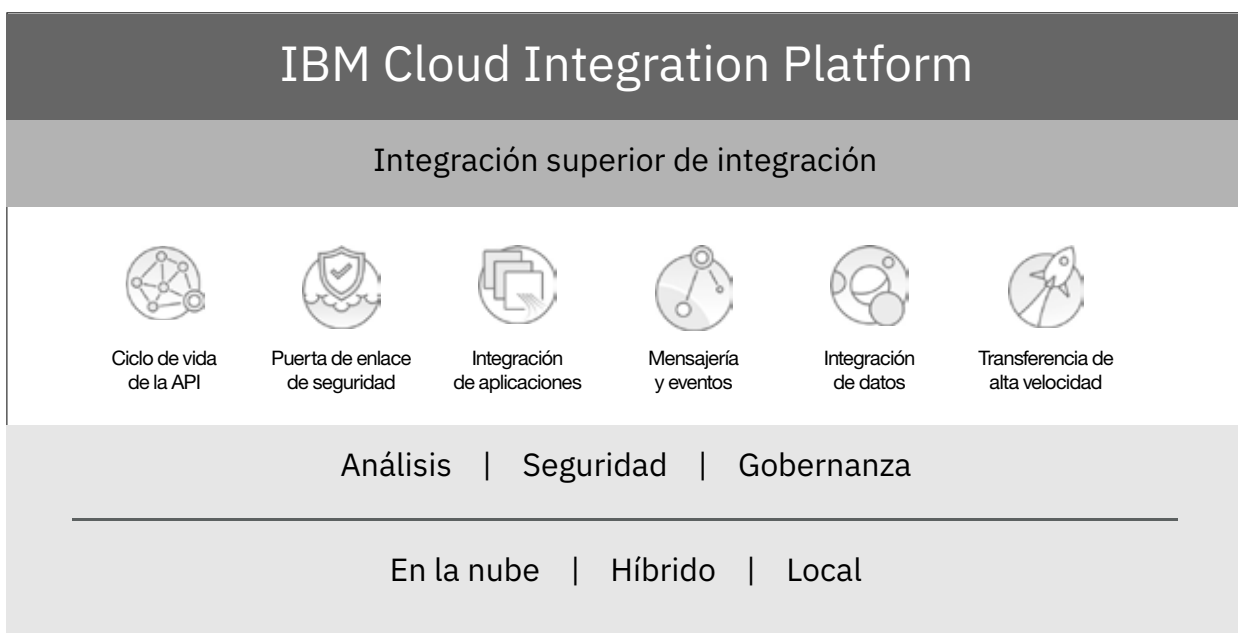 IBM Cloud Integration Platform
Integración superior de integración
Ciclo de vida
de la API
Puerta de enlace
de seguridad
Integración
de aplicaciones
Mensajería
y eventos
Integración
de datos
Transferencia de
alta velocidad
Análisis | Seguridad | Gobernanza
En la nube | Híbrido | Local